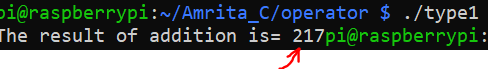 pi@raspberrypi:~/Amrita_C/operator $ ./type1
The result of addition is= 217pi@raspberrypi: